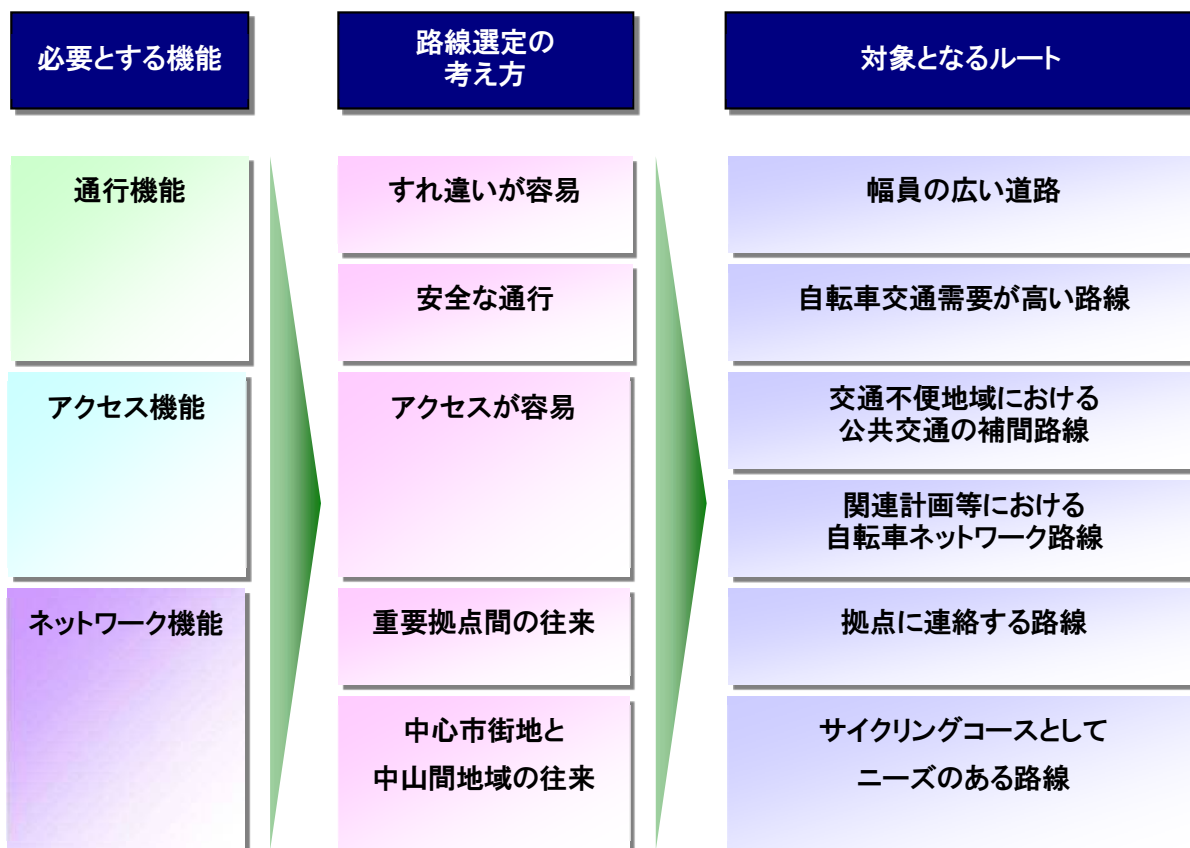 必要とする機能
路線選定の
考え方
対象となるルート
通行機能
すれ違いが容易
幅員の広い道路
安全な通行
自転車交通需要が高い路線
アクセス機能
アクセスが容易
交通不便地域における
公共交通の補間路線
関連計画等における
自転車ネットワーク路線
ネットワーク機能
重要拠点間の往来
拠点に連絡する路線
中心市街地と
中山間地域の往来
サイクリングコースとして
ニーズのある路線